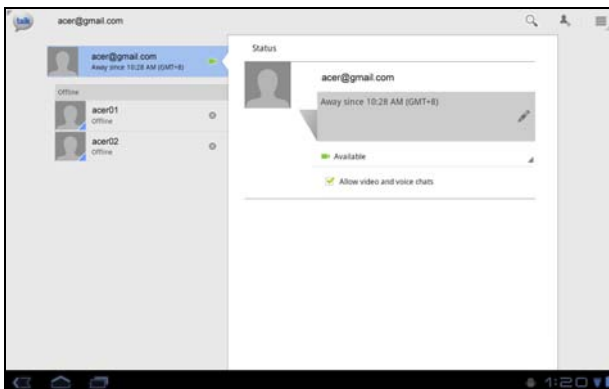 talk
acer@gmail.com
acer@gmail.com
Away since 10:28 AM (GMT+8)
Offline
acer01
Offline
acer02
Offline
Status
acer@gmail.com
Away since 10:28 AM (GMT+8)
Available
Allow video and voice chats
1:20